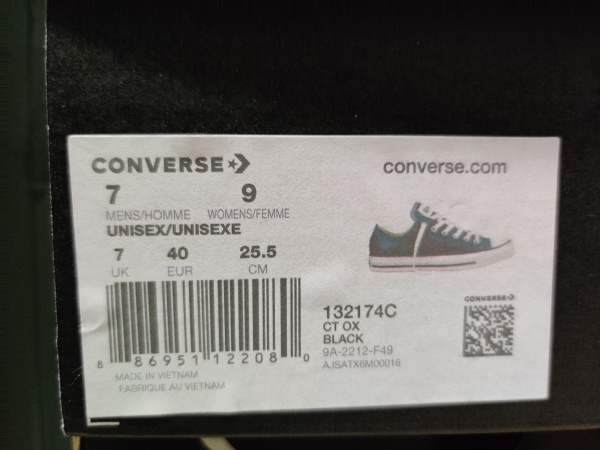 CONVERSE
converse.com
7 9
MENS/HOMME WOMENS/FEMME
UNISEX/UNISEXE
7 40 25.5
UK EUR CM
132174C
CT OX
BLACK
9A-2212-F49
AJSATX6M00016
CONVERSE
8 86951 12208 0
MADE IN VIETNAM
FABRIQUE AU VIETNAM